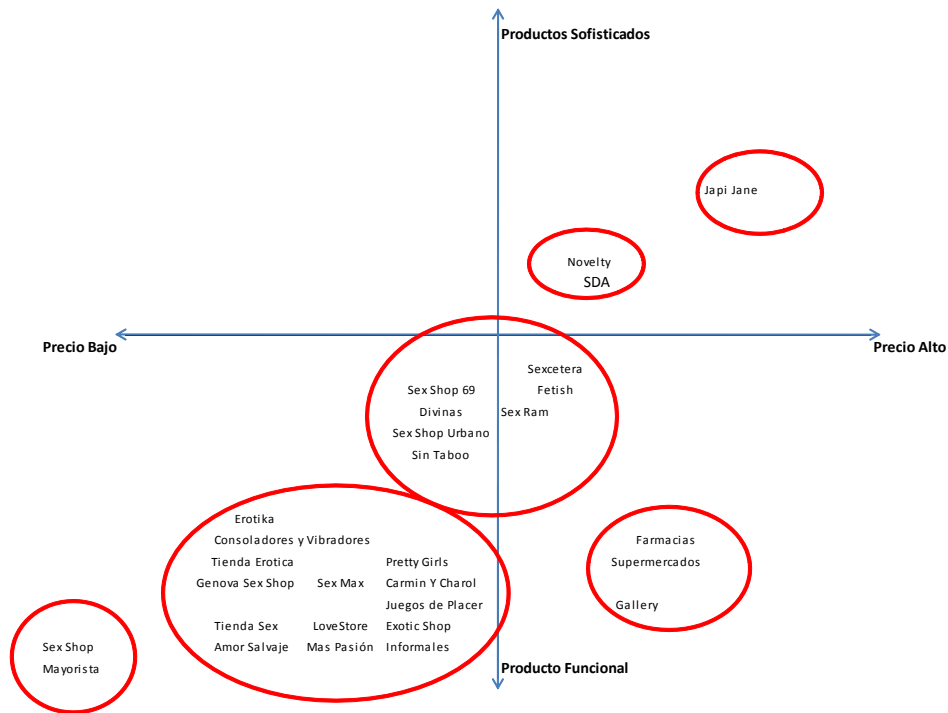 Productos Sofisticados
Japi Jane
Novelty
SDA
Precio Bajo
Precio Alto
Sexcetera
Sex Shop 69
Fetish
Divinas
Sex Ram
Sex Shop Urbano
Sin Taboo
Erotika
Consoladores y Vibradores
Tienda Erotica
Pretty Girls
Genova Sex Shop
Sex Max
Carmin Y Charol
Juegos de Placer
Tienda Sex
LoveStore
Exotic Shop
Amor Salvaje
Mas Pasión
Informales
Farmacias
Supermercados
Gallery
Sex Shop
Mayorista
Producto Funcional